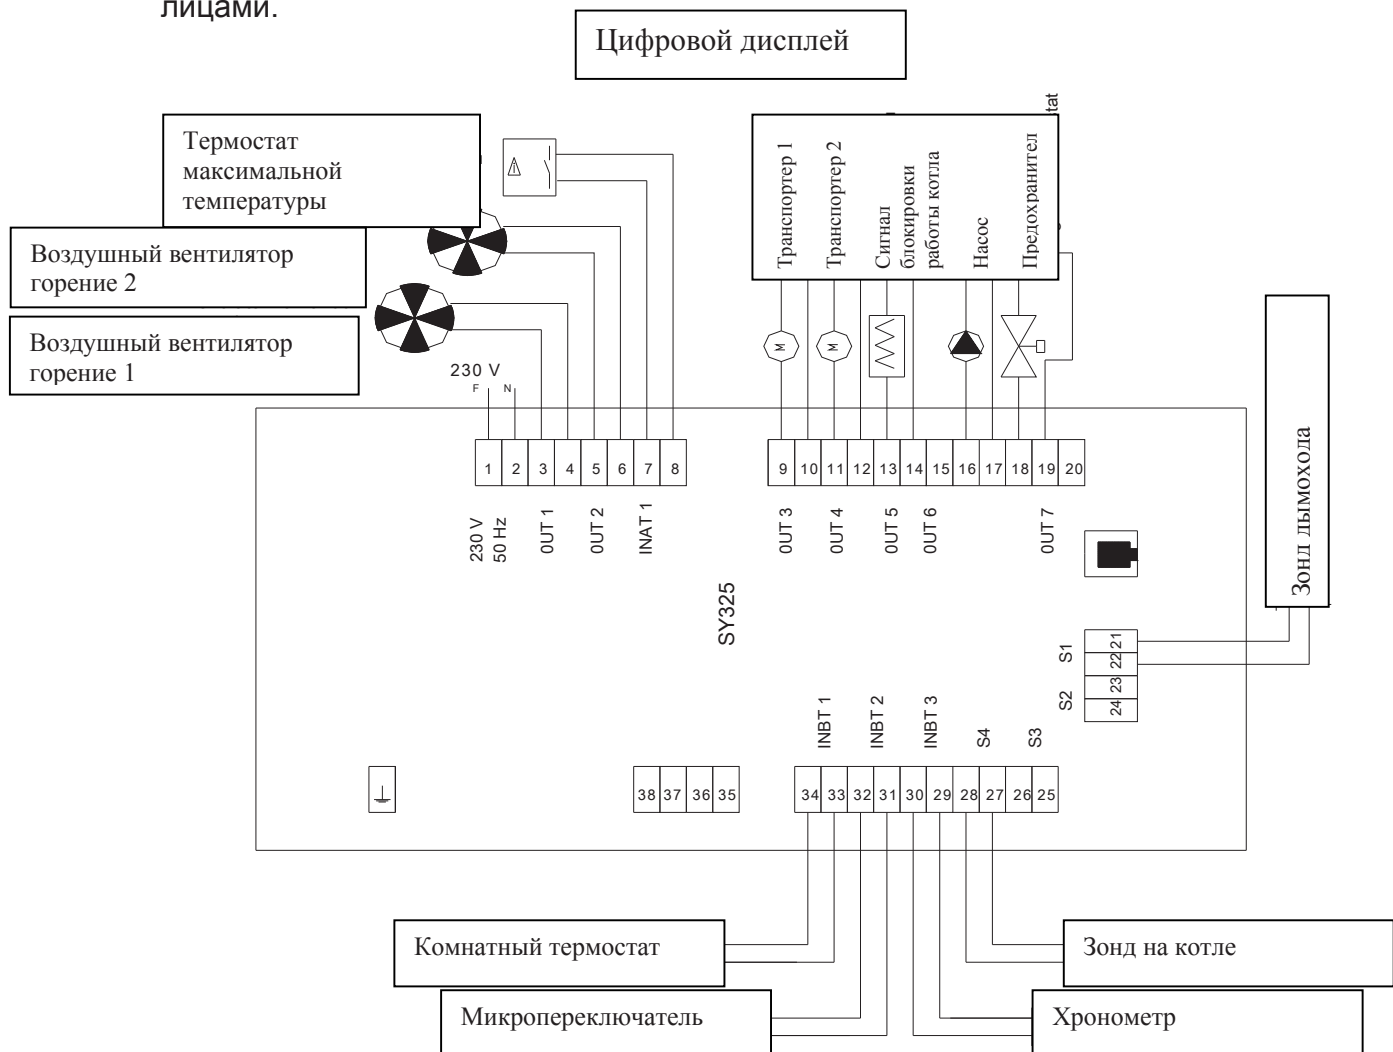 лицами.
Цифровой дисплей
Термостат
максимальной
температуры
Воздушный вентилятор
горение 2
Воздушный вентилятор
горение 1
230 V
F N
Транспортер 1
Транспортер 2
Сигнал
блокировки
работы котла
Насос
Предохранител
tat
M M
1 2 3 4 5 6 7 8
9 10 11 12 13 14 15 16 17 18 19 20
230 V
50 Hz
0UT 1
0UT 2
INAT 1
0UT 3
0UT 4
0UT 5
0UT 6
0UT 7
SY325
Зонд дымохода
S1
S2
21
22
23
24
INBT 1
INBT 2
INBT 3
S4
S3
38 37 36 35
34 33 32 31 30 29 28 27 26 25
Комнатный термостат
Зонд на котле
Микропереключатель
Хронометр